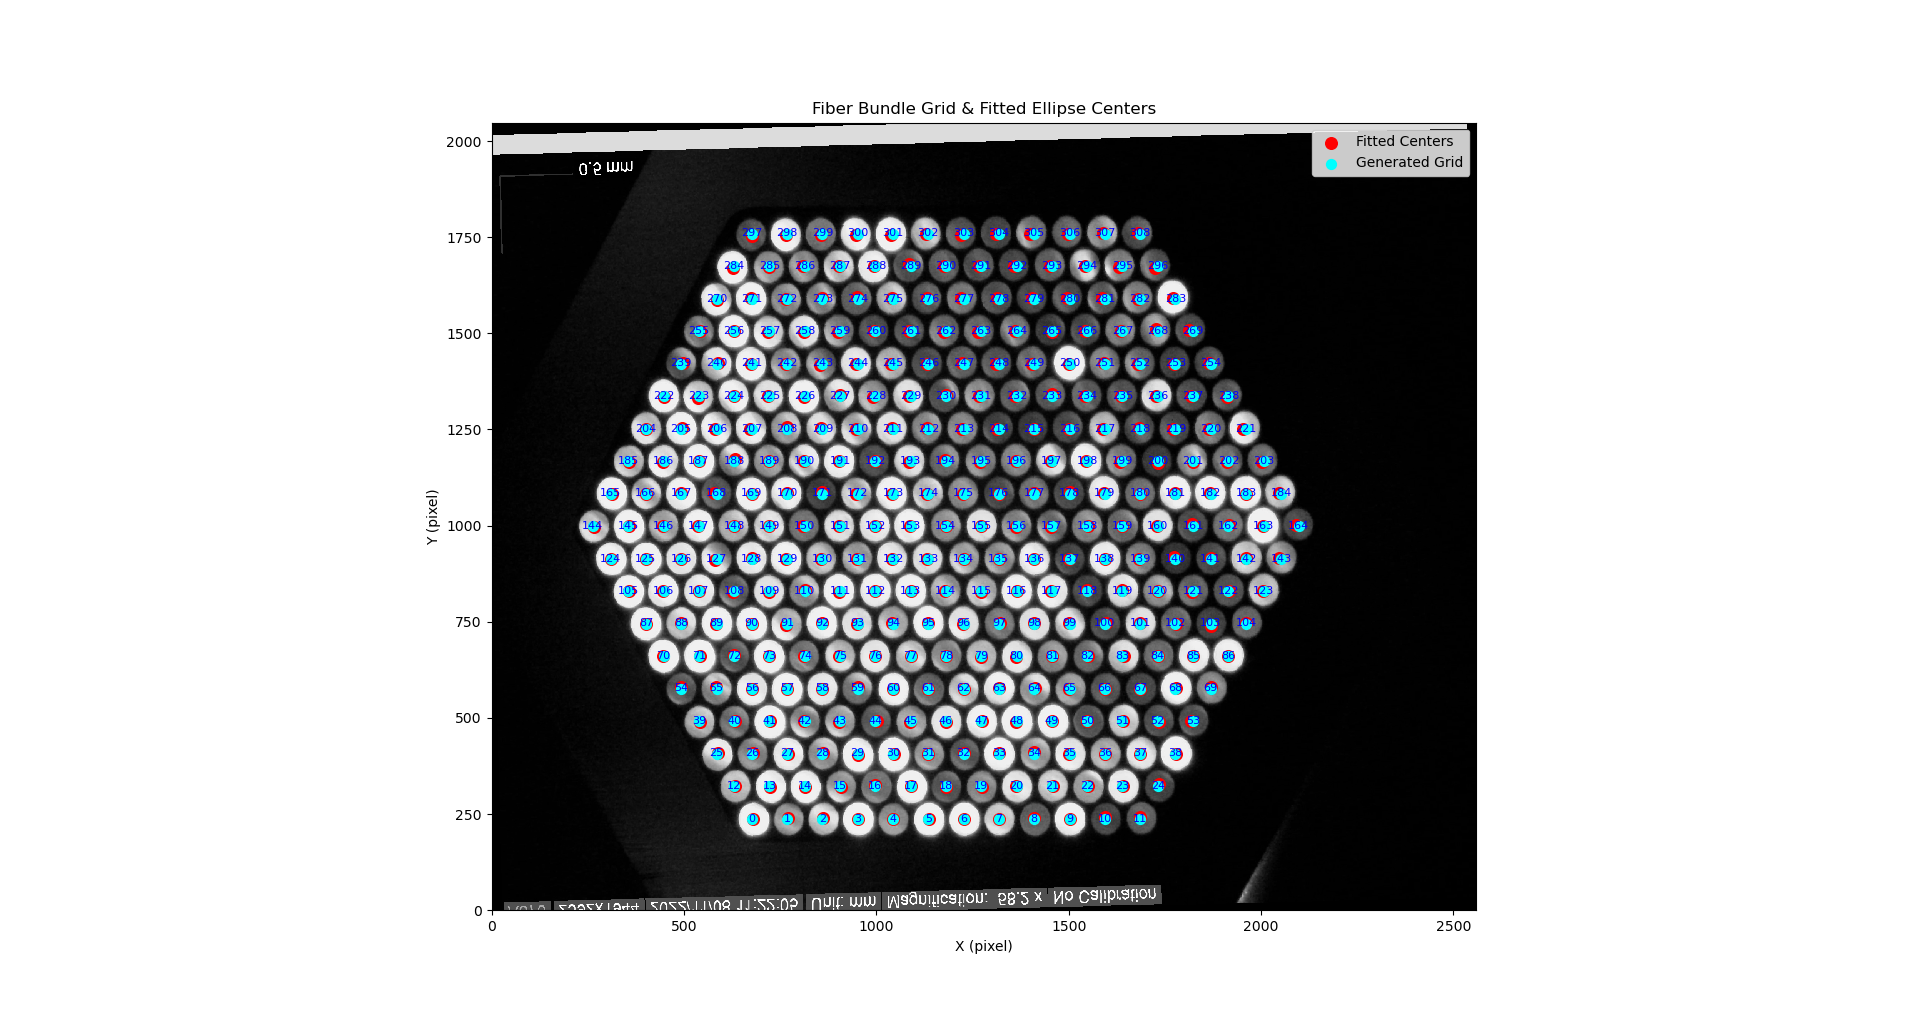 Fiber Bundle Grid & Fitted Ellipse Centers
Fitted Centers
Generated Grid
0.5 mm
2000
1750
1500
1250
1000
750
500
250
0
Y (pixel)
297 298 299 300 301 302 303 304 305 306 307 308
284 285 286 287 288 289 290 291 292 293 294 295 296
270 271 272 273 274 275 276 277 278 279 280 281 282 283
255 256 257 258 259 260 261 262 263 264 265 266 267 268 269
239 240 241 242 243 244 245 246 247 248 249 250 251 252 253 254
222 223 224 225 226 227 228 229 230 231 232 233 234 235 236 237 238
204 205 206 207 208 209 210 211 212 213 214 215 216 217 218 219 220 221
185 186 187 188 189 190 191 192 193 194 195 196 197 198 199 200 201 202 203
165 166 167 168 169 170 171 172 173 174 175 176 177 178 179 180 181 182 183 184
144 145 146 147 148 149 150 151 152 153 154 155 156 157 158 159 160 161 162 163 164
124 125 126 127 128 129 130 131 132 133 134 135 136 137 138 139 140 141 142 143
105 106 107 108 109 110 111 112 113 114 115 116 117 118 119 120 121 122 123
87 88 89 90 91 92 93 94 95 96 97 98 99 100 101 102 103 104
70 71 72 73 74 75 76 77 78 79 80 81 82 83 84 85 86
54 55 56 57 58 59 60 61 62 63 64 65 66 67 68 69
39 40 41 42 43 44 45 46 47 48 49 50 51 52 53
25 26 27 28 29 30 31 32 33 34 35 36 37 38
12 13 14 15 16 17 18 19 20 21 22 23 24
0 1 2 3 4 5 6 7 8 9 10 11
2592x1944 2022/11/08 11:22:05 Unit: mm Magnification: 58.2 x No Calibration
0 500 1000 1500 2000 2500
X (pixel)